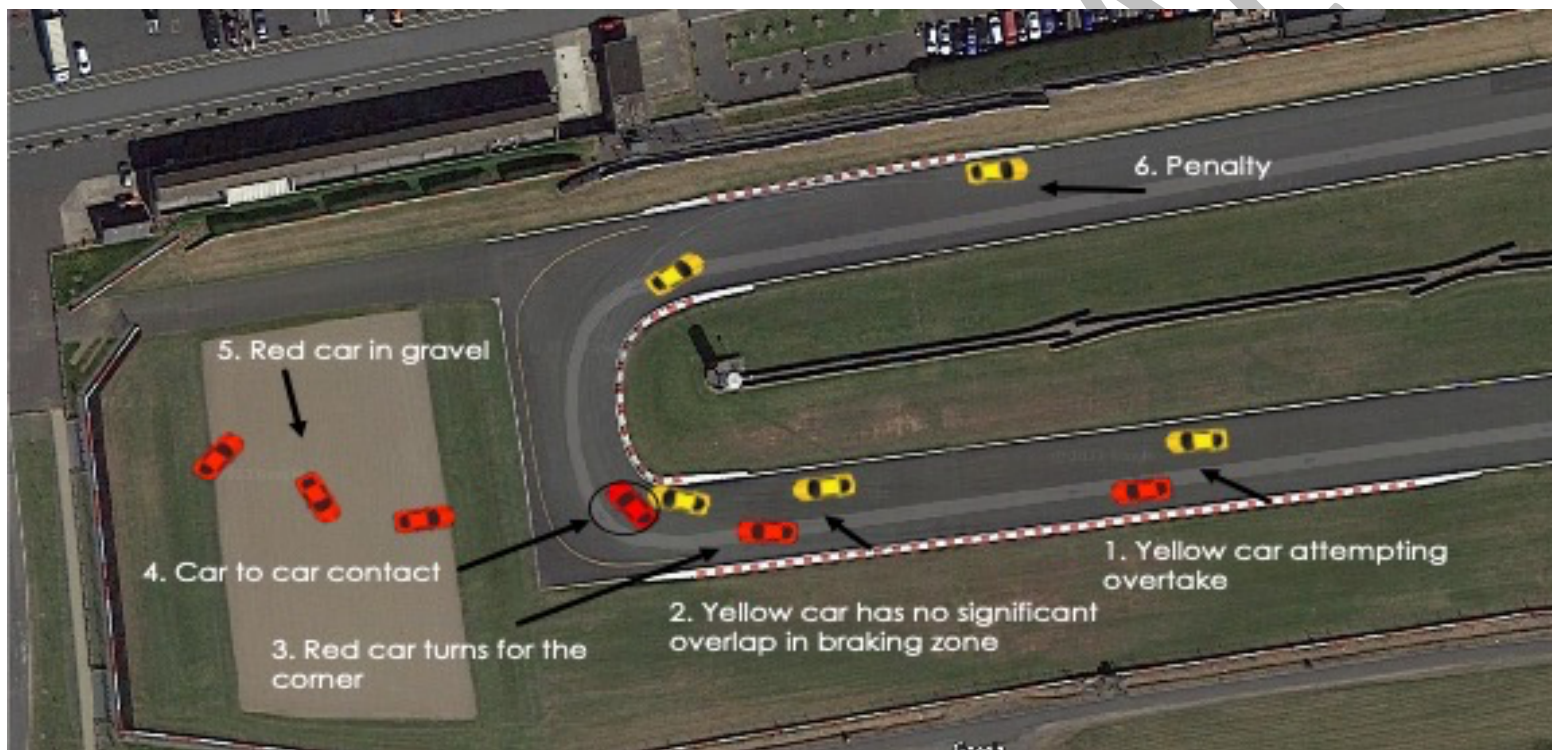 6. Penalty
5. Red car in gravel
1. Yellow car attempting
overtake
4. Car to car contact
2. Yellow car has no significant
overlap in braking zone
3. Red car turns for the
corner